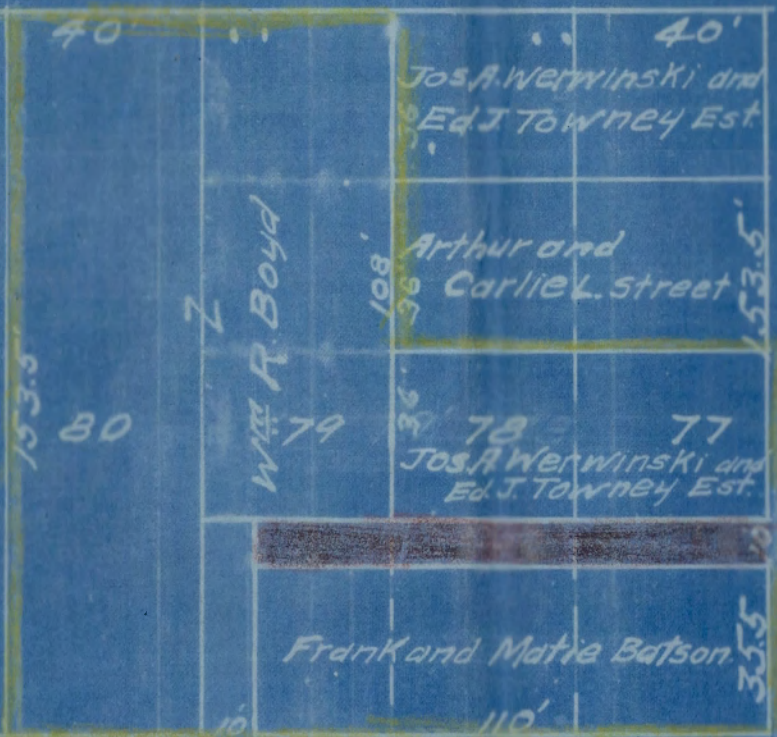 40'
40'
Jos. A. Werwinski and
Ed. J. Towney Est.
36'
Arthur and
Carlie L. Street
36'
108'
153.5'
Z
Wm R. Boyd
153.5'
80
79
36'
78
77
Jos. A. Werwinski and
Ed. J. Towney Est.
10'
Frank and Matie Batson
35.5
10'
110'